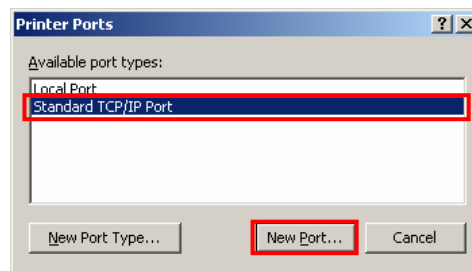 Printer Ports
Available port types:
Local Port
Standard TCP/IP Port
New Port Type... New Port... Cancel